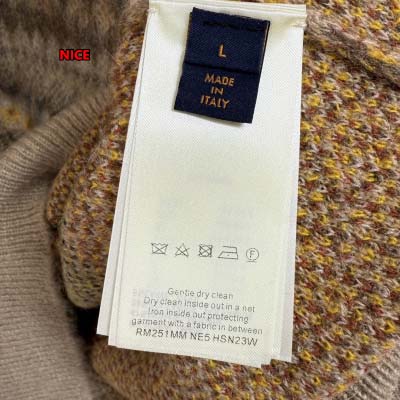 NICE
L
MADE
IN
ITALY
F
Gentle dry clean
Dry clean inside out in a net
Iron inside out protecting
garment with a fabric in between
RM251MM NE5 HSN23W